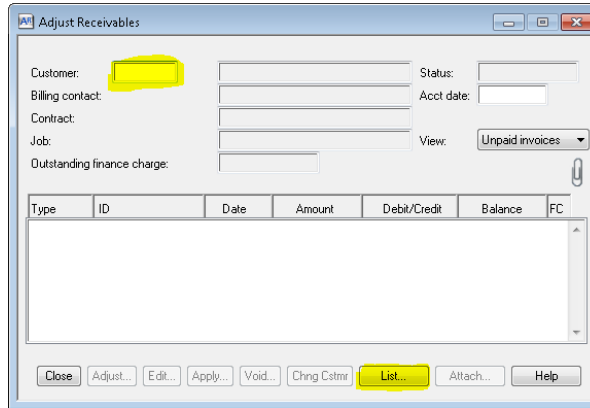 AR Adjust Receivables
Customer: Status:
Billing contact: Acct date:
Contract:
Job: View: Unpaid invoices
Outstanding finance charge:
Type ID Date Amount Debit/Credit Balance FC
Close Adjust... Edit... Apply... Void... Chng Cstmr List... Attach... Help